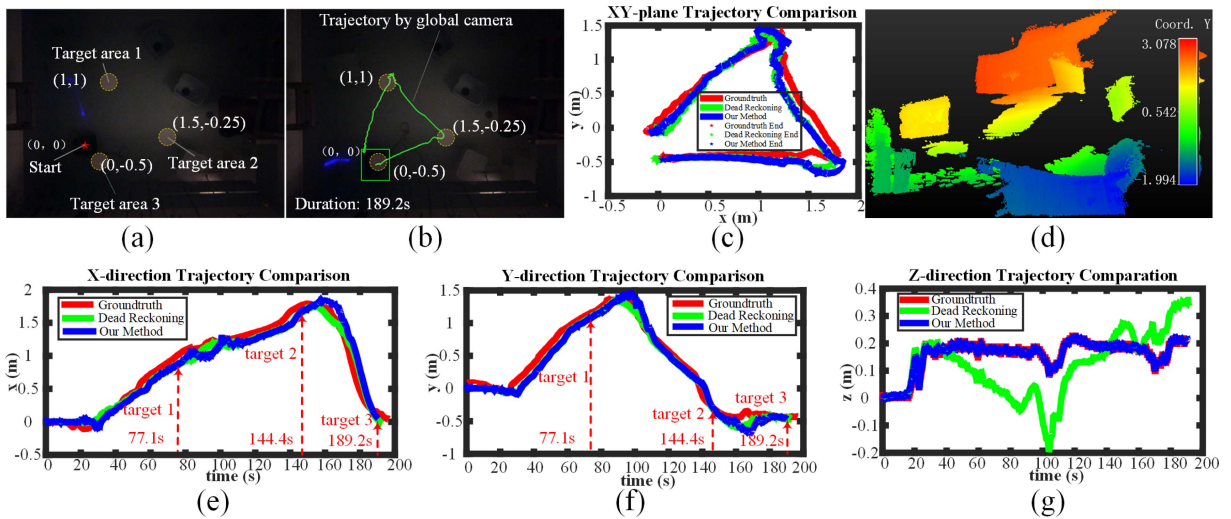 Target area 1
(1,1)
(1.5,-0.25)
(0, 0)
Start
(0,-0.5)
Target area 2
Target area 3
(a)
Trajectory by global camera
(1,1)
(1.5,-0.25)
(0, 0)
(0,-0.5)
Duration: 189.2s
(b)
XY-plane Trajectory Comparison
1.5
1
0.5
0
-0.5
-1
y (m)
Groundtruth
Dead Reckoning
Our Method
Groundtruth End
Dead Reckoning End
Our Method End
-0.5 0 0.5 1 1.5 2
x (m)
(c)
Coord. Y
3.078
0.542
-1.994
(d)
X-direction Trajectory Comparison
2
1.5
1
0.5
0
-0.5
x (m)
Groundtruth
Dead Reckoning
Our Method
target 2
target 1
target 3
77.1s
144.4s
189.2s
0 20 40 60 80 100 120 140 160 180 200
time (s)
(e)
Y-direction Trajectory Comparison
1.5
1
0.5
0
-0.5
-1
y (m)
Groundtruth
Dead Reckoning
Our Method
target 1
target 3
target 2
77.1s
144.4s
189.2s
0 20 40 60 80 100 120 140 160 180 200
time (s)
(f)
Z-direction Trajectory Comparation
0.4
0.3
0.2
0.1
0
0.1
0.2
z (m)
Groundtruth
Dead Reckoning
Our Method
0 20 40 60 80 100 120 140 160 180 200
time (s)
(g)